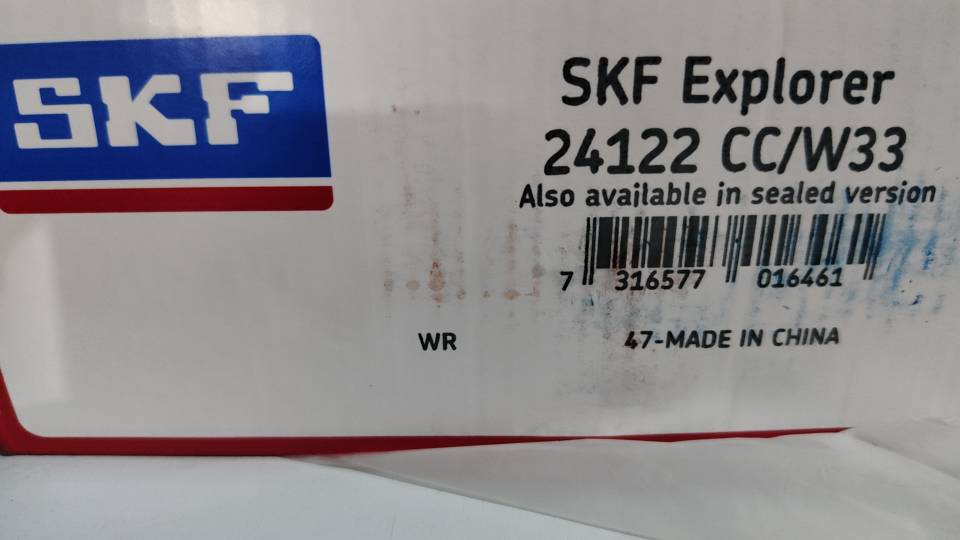 SKF
SKF Explorer
24122 CC/W33
Also available in sealed version
7 316577 016461
WR
47-MADE IN CHINA